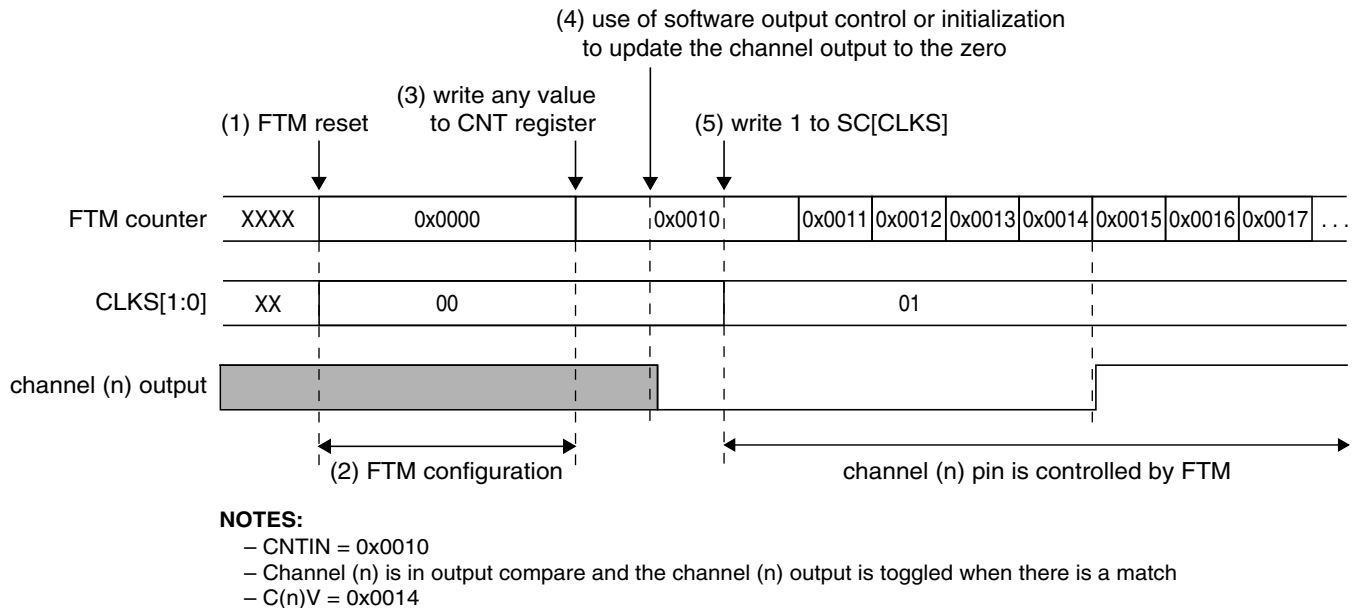 (4) use of software output control or initialization
to update the channel output to the zero
(3) write any value
to CNT register
(1) FTM reset
(5) write 1 to SC[CLKS]
FTM counter
XXXX
0x0000
0x0010
0x0011
0x0012
0x0013
0x0014
0x0015
0x0016
0x0017
. . .
CLKS[1:0]
XX
00
01
channel (n) output
(2) FTM configuration
channel (n) pin is controlled by FTM
NOTES:
– CNTIN = 0x0010
– Channel (n) is in output compare and the channel (n) output is toggled when there is a match
– C(n)V = 0x0014